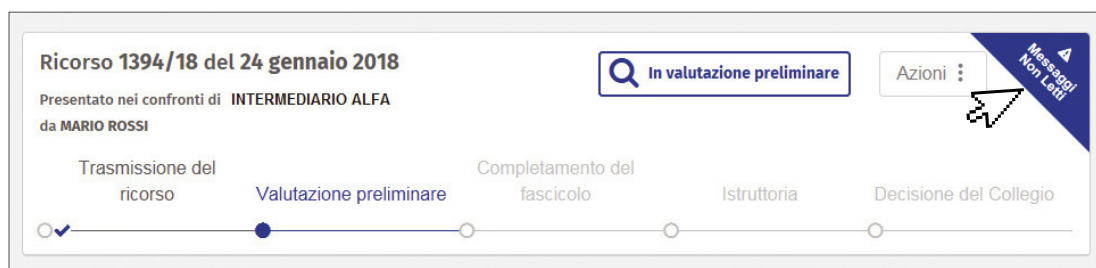 Ricorso 1394/18 del 24 gennaio 2018
In valutazione preliminare
Azioni
Messaggi
Non Letti
Presentato nei confronti di INTERMEDIARIO ALFA
da MARIO ROSSI
Trasmissione del
ricorso
Valutazione preliminare
Completamento del
fascicolo
Istruttoria
Decisione del Collegio